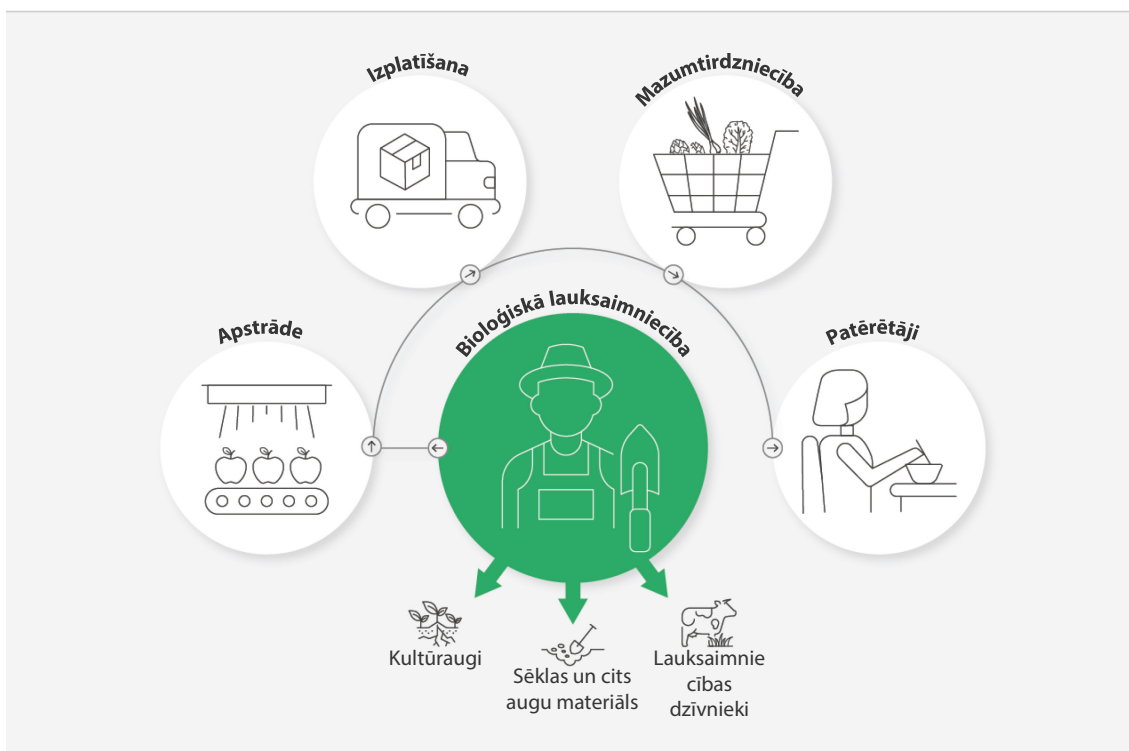 Izplatīšana
Mazumtirdzniecība
Apstrāde
Bioloģiskā lauksaimniecība
Patērētāji
Kultūraugi
Sēklas un cits
augu materiāls
Lauksaimnie
cības
dzīvnieki